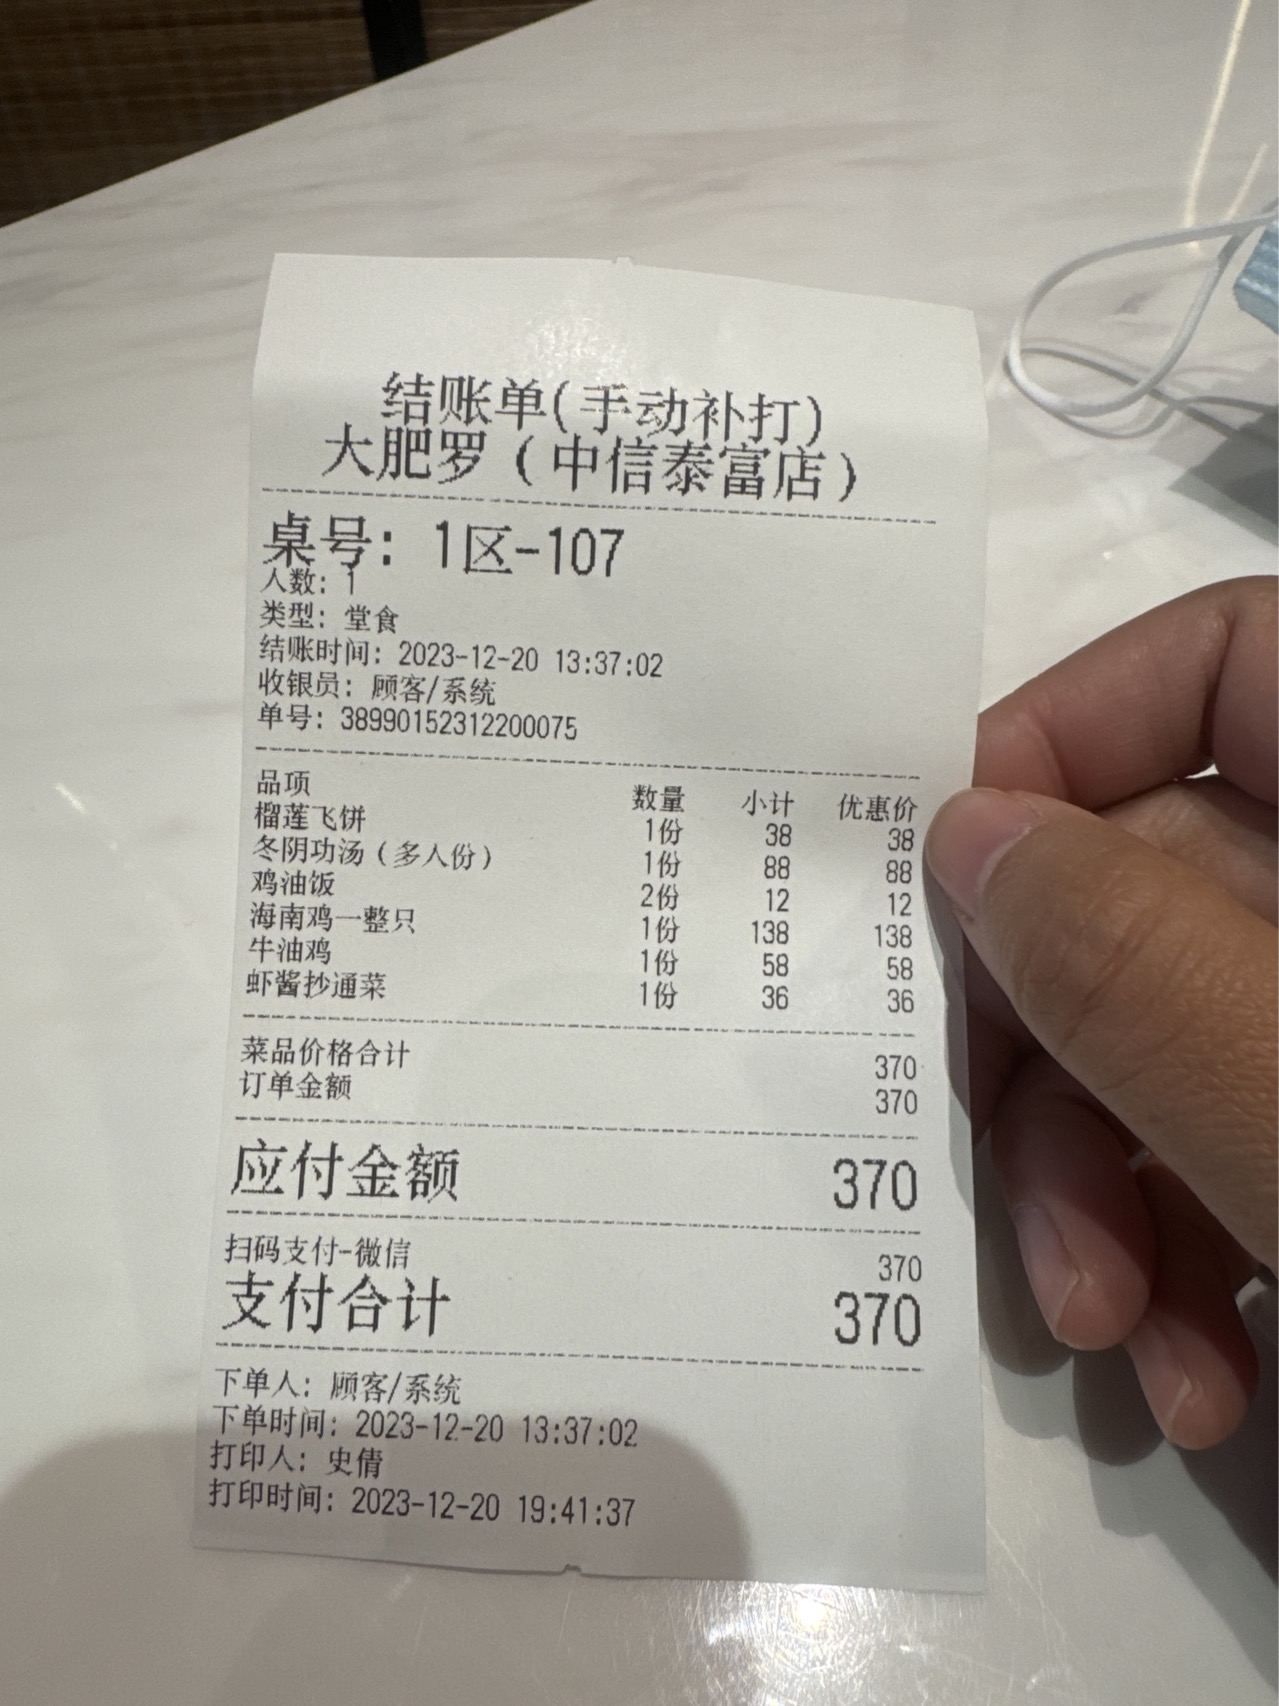 结账单(手动补打)
大肥罗（中信泰富店）
桌号: 1区-107
人数: 1
类型: 堂食
结账时间: 2023-12-20 13:37:02
收银员: 顾客/系统
单号: 38990152312200075
品项 数量 小计 优惠价
榴莲飞饼 1份 38 38
冬阴功汤（多人份） 1份 88 88
鸡油饭 2份 12 12
海南鸡一整只 1份 138 138
牛油鸡 1份 58 58
虾酱抄通菜 1份 36 36
菜品价格合计 370
订单金额 370
应付金额 370
扫码支付-微信 370
支付合计 370
下单人: 顾客/系统
下单时间: 2023-12-20 13:37:02
打印人: 史倩
打印时间: 2023-12-20 19:41:37